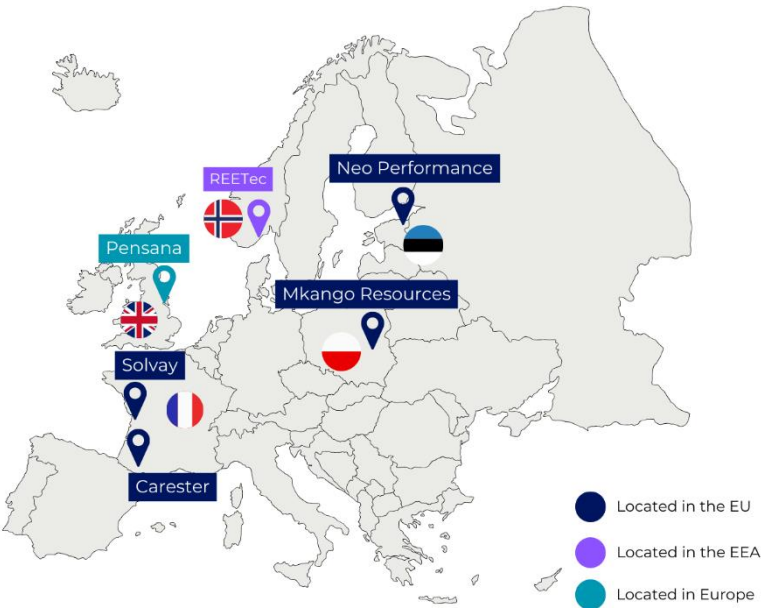 Neo Performance
REETec
Pensana
Mkango Resources
Solvay
Carester
Located in the EU
Located in the EEA
Located in Europe